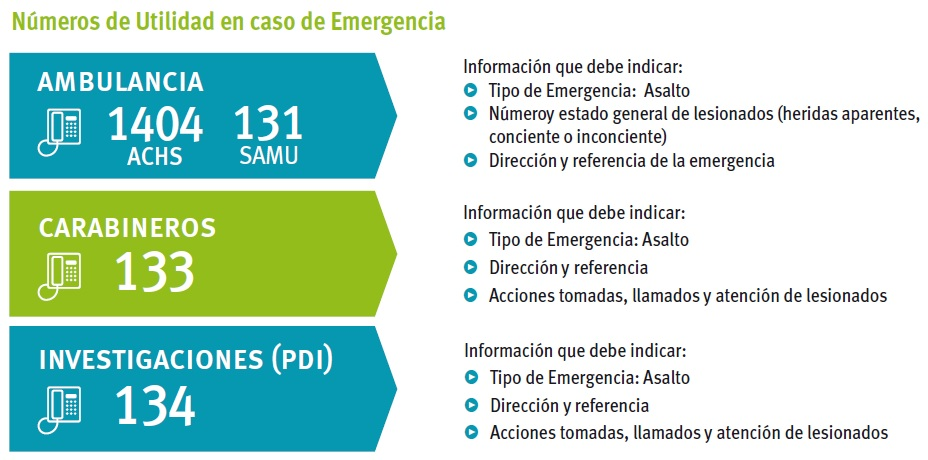 Números de Utilidad en caso de Emergencia
AMBULANCIA
1404 131
ACHS SAMU
Información que debe indicar:
Tipo de Emergencia: Asalto
Númeroy estado general de lesionados (heridas aparentes,
conciente o inconciente)
Dirección y referencia de la emergencia
CARABINEROS
133
Información que debe indicar:
Tipo de Emergencia: Asalto
Dirección y referencia
Acciones tomadas, llamados y atención de lesionados
INVESTIGACIONES (PDI)
134
Información que debe indicar:
Tipo de Emergencia: Asalto
Dirección y referencia
Acciones tomadas, llamados y atención de lesionados